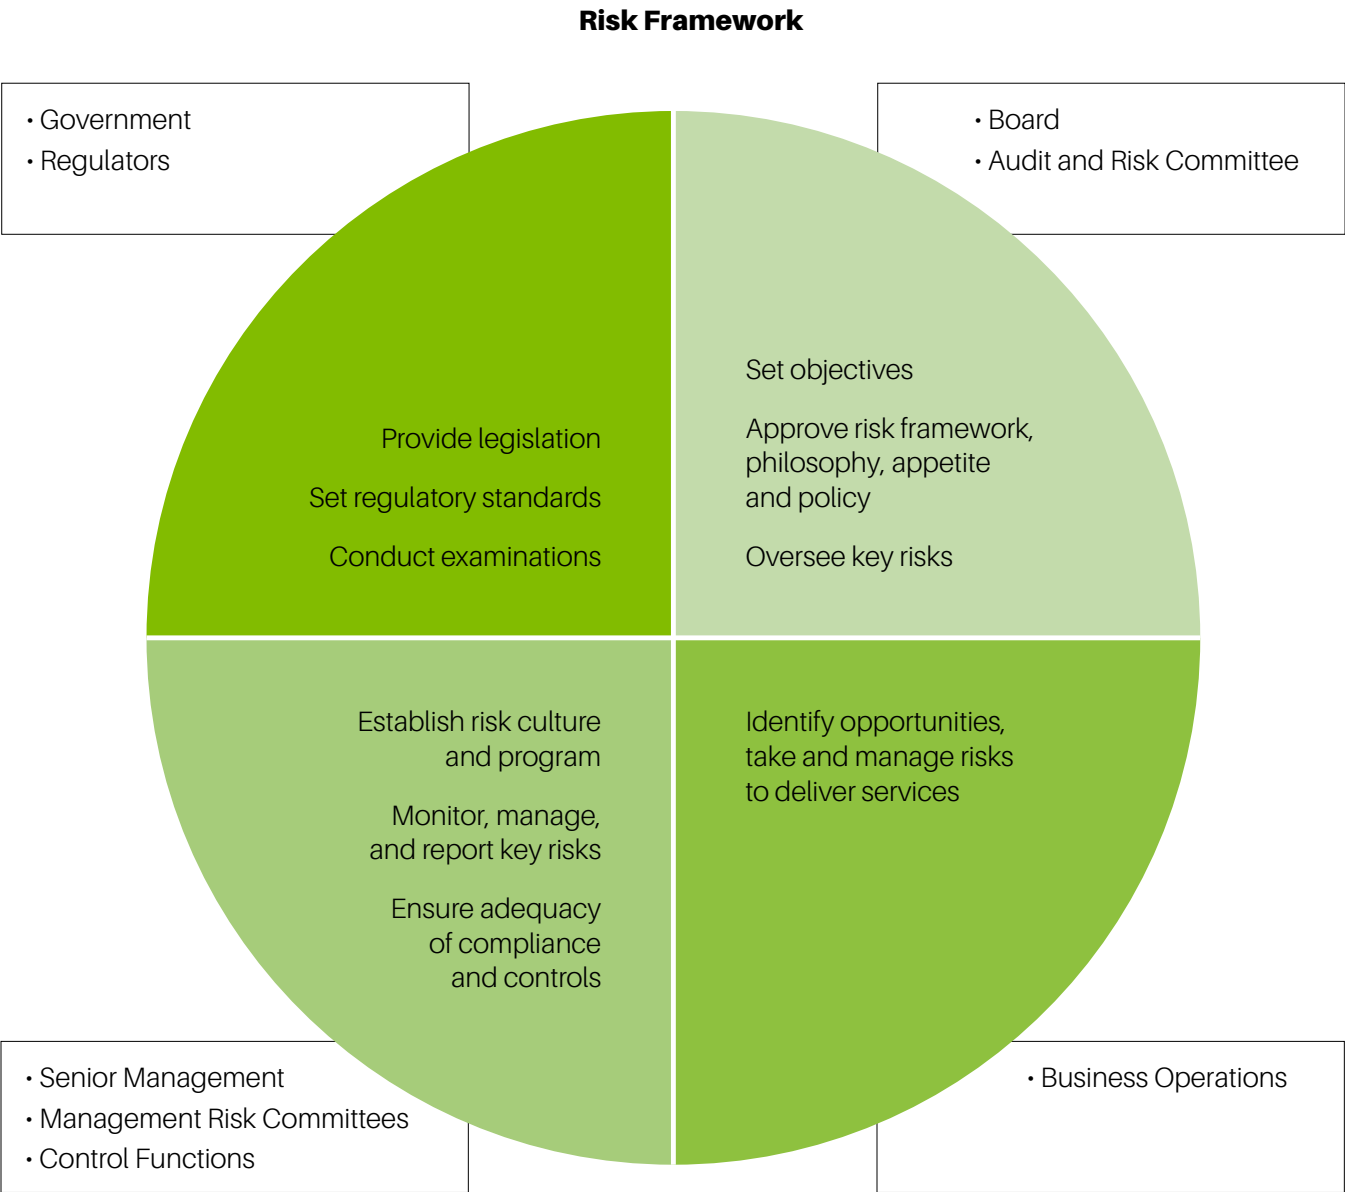 Risk Framework
• Government
• Regulators
• Board
• Audit and Risk Committee
Provide legislation
Set regulatory standards
Conduct examinations
Set objectives
Approve risk framework,
philosophy, appetite
and policy
Oversee key risks
Establish risk culture
and program
Monitor, manage,
and report key risks
Ensure adequacy
of compliance
and controls
Identify opportunities,
take and manage risks
to deliver services
• Senior Management
• Management Risk Committees
• Control Functions
• Business Operations